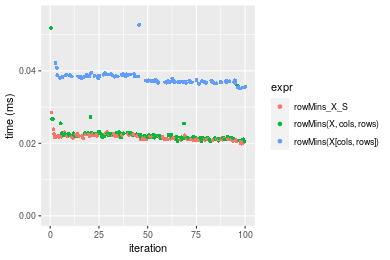 time (ms)
0.04
0.02
0.00
0
25
50
75
100
iteration
expr
rowMins_X_S
rowMins(X, cols, rows)
rowMins(X[cols, rows])